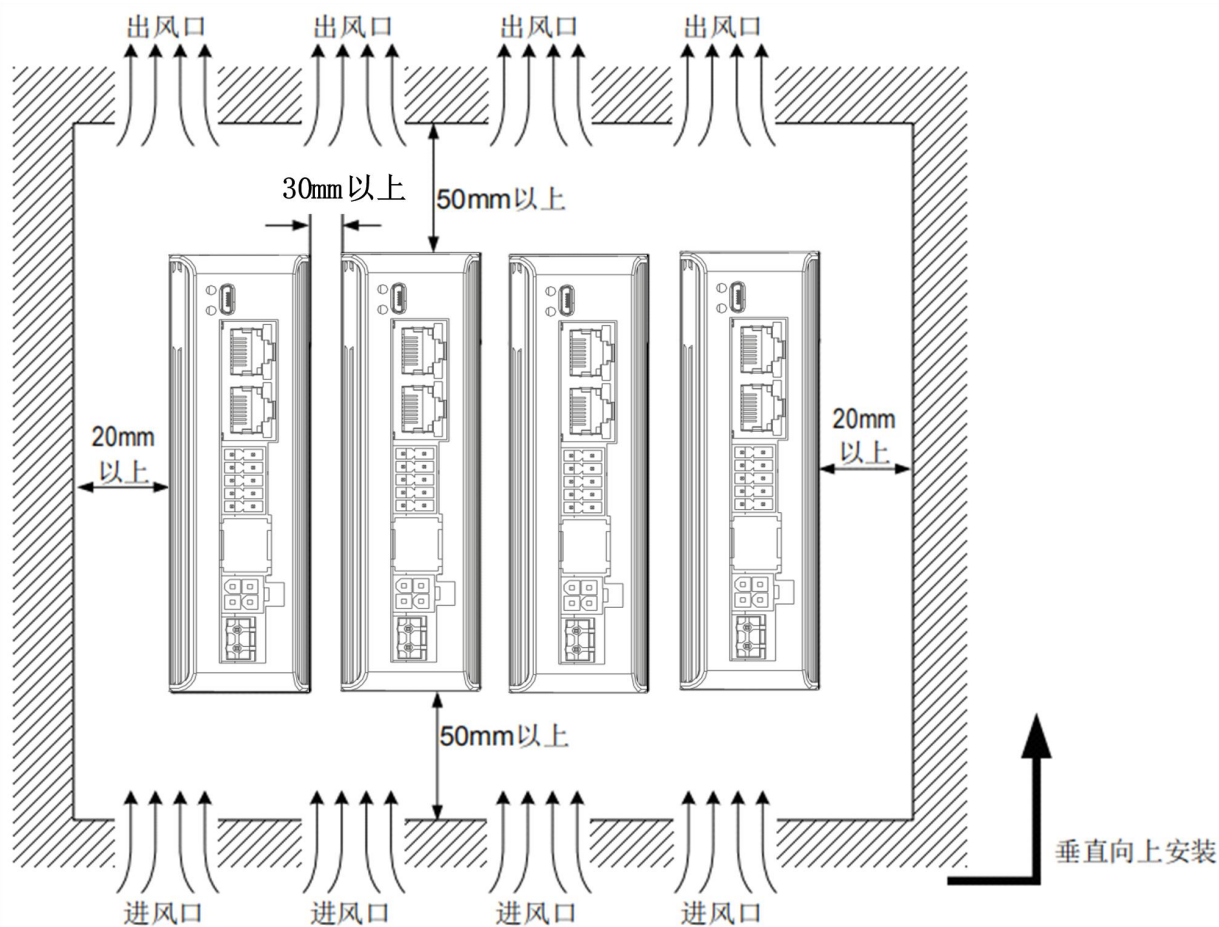 出风口 出风口 出风口 出风口
30mm以上
50mm以上
20mm
以上
20mm
以上
50mm以上
垂直向上安装
进风口 进风口 进风口 进风口